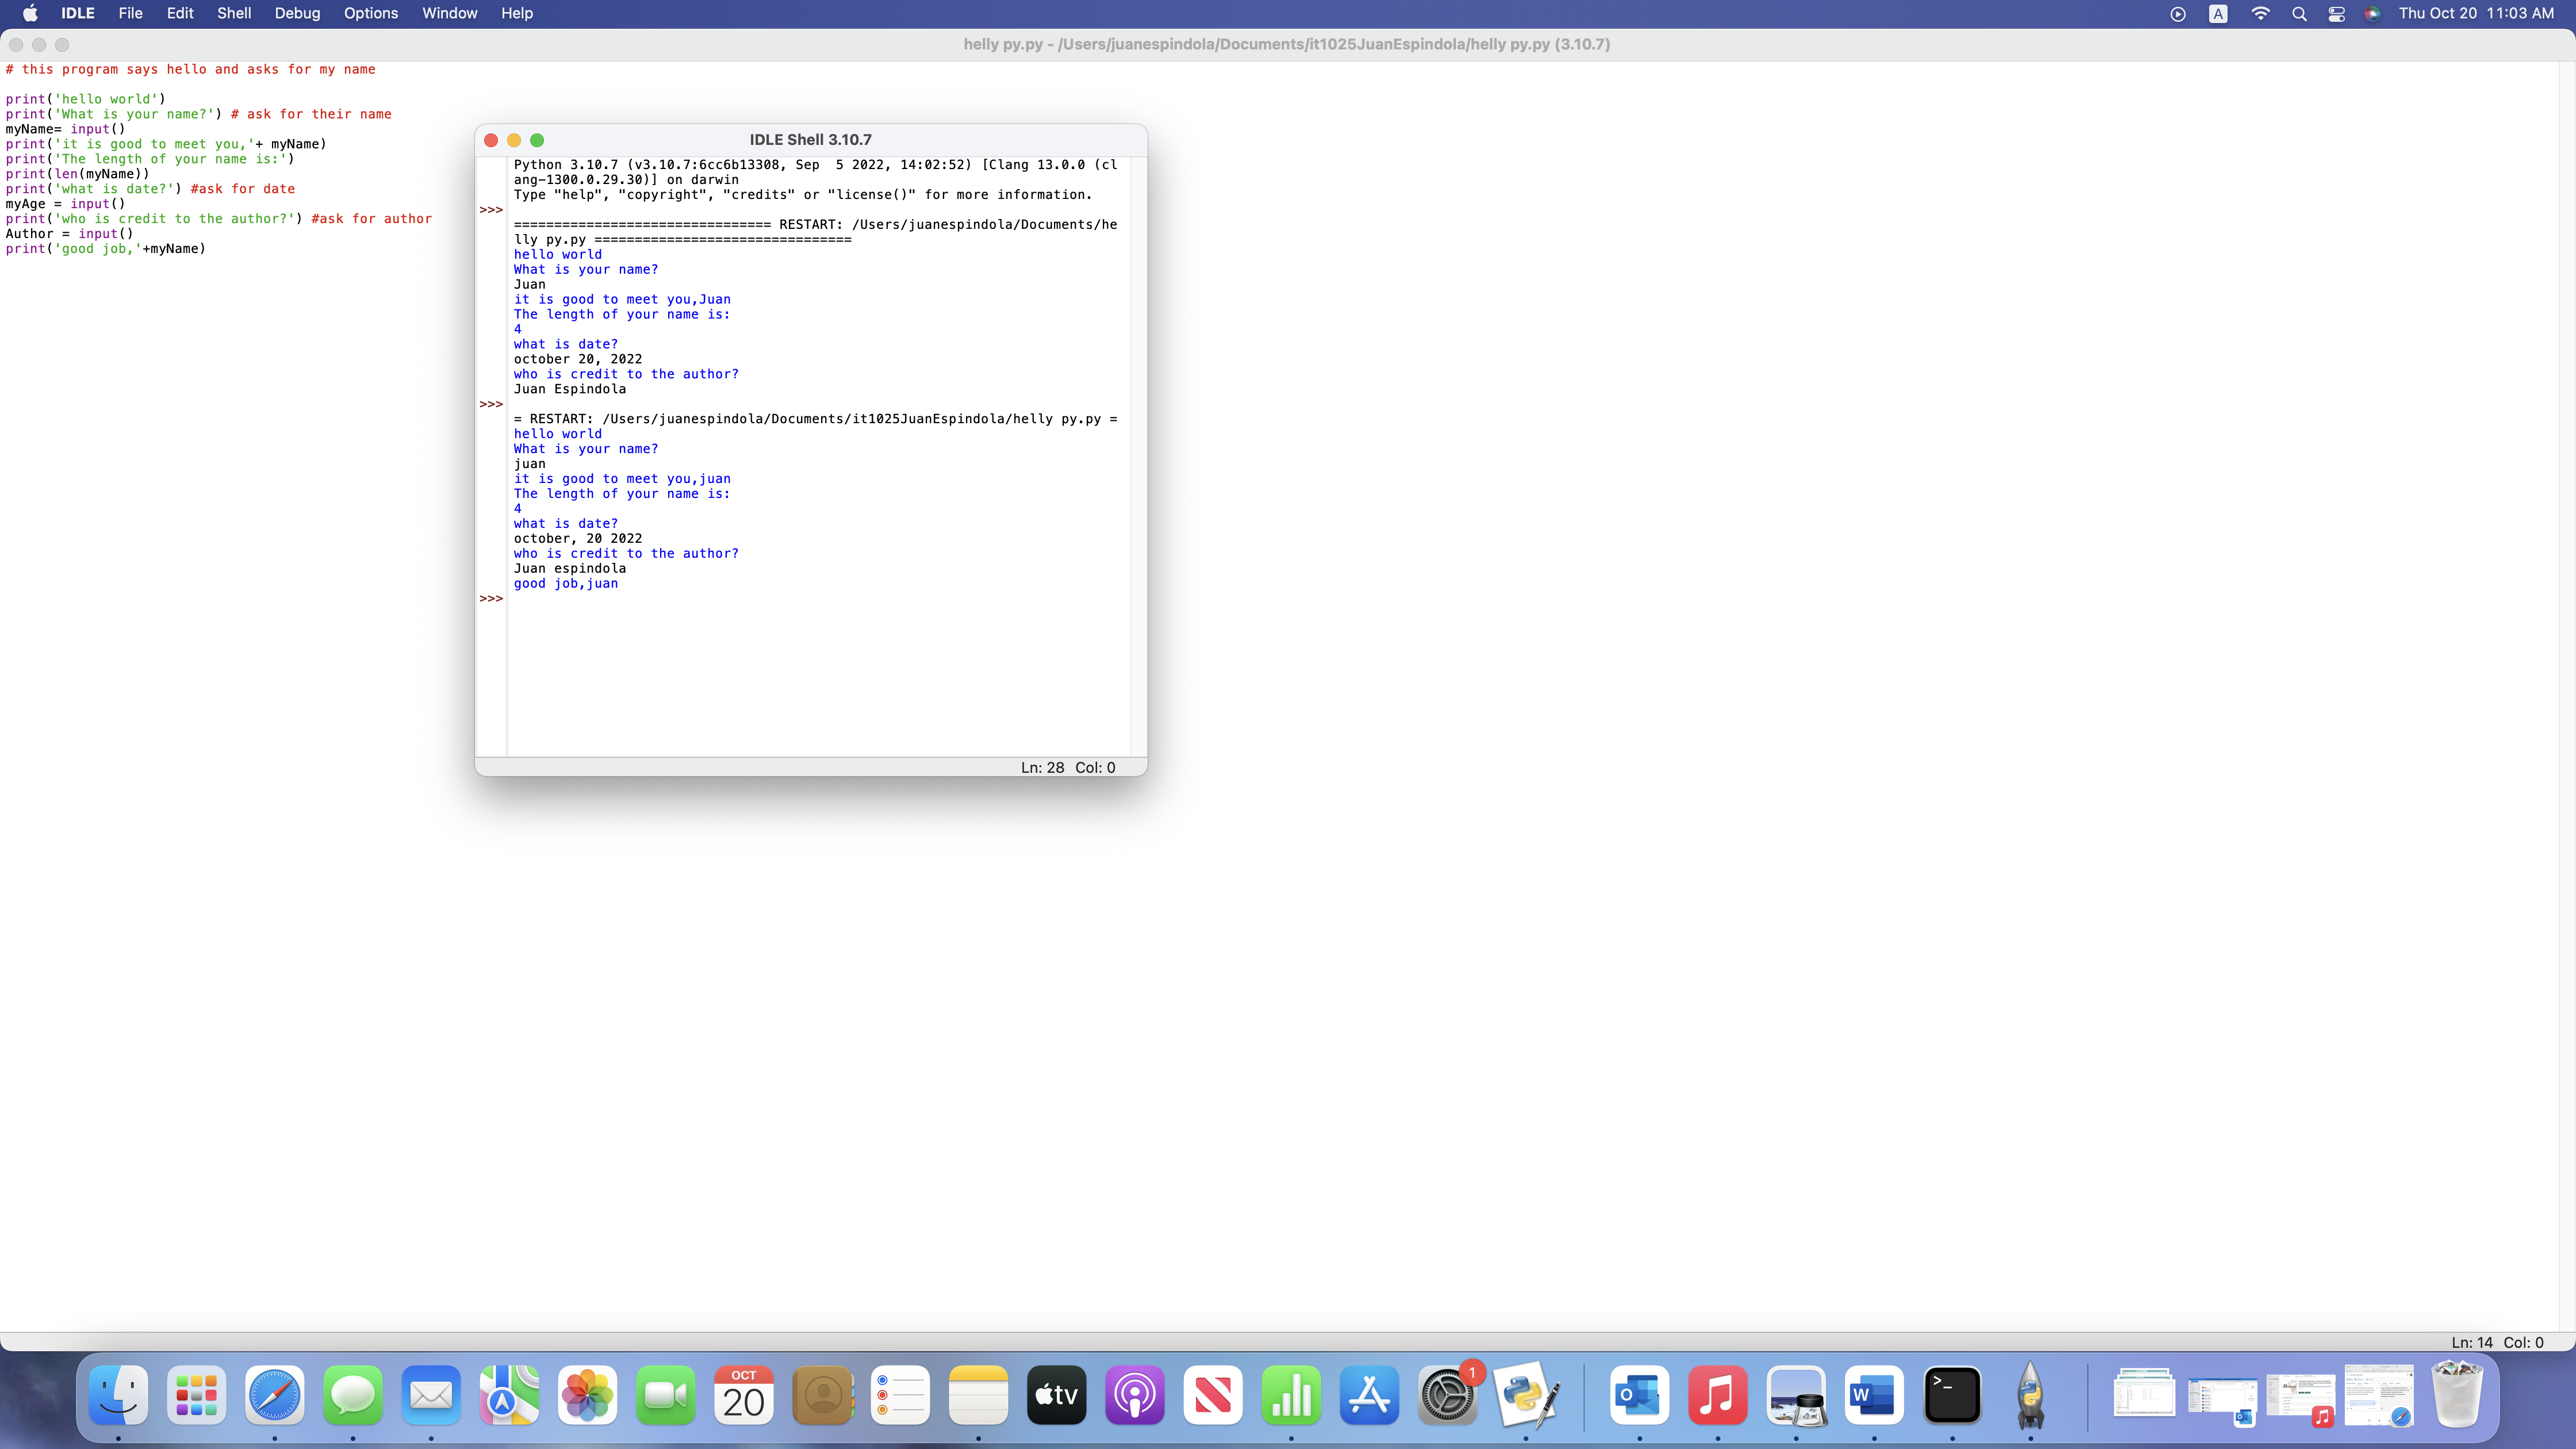 IDLE File Edit Shell Debug Options Window Help
A
Thu Oct 20 11:03 AM
helly py.py - /Users/juanespindola/Documents/it1025JuanEspindola/helly py.py (3.10.7)
# this program says hello and asks for my name
print('hello world')
print('What is your name?') # ask for their name
myName= input()
print('it is good to meet you,'+ myName)
print('The length of your name is:')
print(len(myName))
print('what is date?') #ask for date
myAge = input()
print('who is credit to the author?') #ask for author
Author = input()
print('good job,'+myName)
IDLE Shell 3.10.7
Python 3.10.7 (v3.10.7:6cc6b13308, Sep  5 2022, 14:02:52) [Clang 13.0.0 (cl
ang-1300.0.29.30)] on darwin
Type "help", "copyright", "credits" or "license()" for more information.
>>>
================================ RESTART: /Users/juanespindola/Documents/he
lly py.py ================================
hello world
What is your name?
Juan
it is good to meet you,Juan
The length of your name is:
4
what is date?
october 20, 2022
who is credit to the author?
Juan Espindola
>>>
= RESTART: /Users/juanespindola/Documents/it1025JuanEspindola/helly py.py =
hello world
What is your name?
juan
it is good to meet you,juan
The length of your name is:
4
what is date?
october, 20 2022
who is credit to the author?
Juan espindola
good job,juan
>>>
Ln: 28 Col: 0
Ln: 14 Col: 0
OCT
20
tv
1
O
W
>_